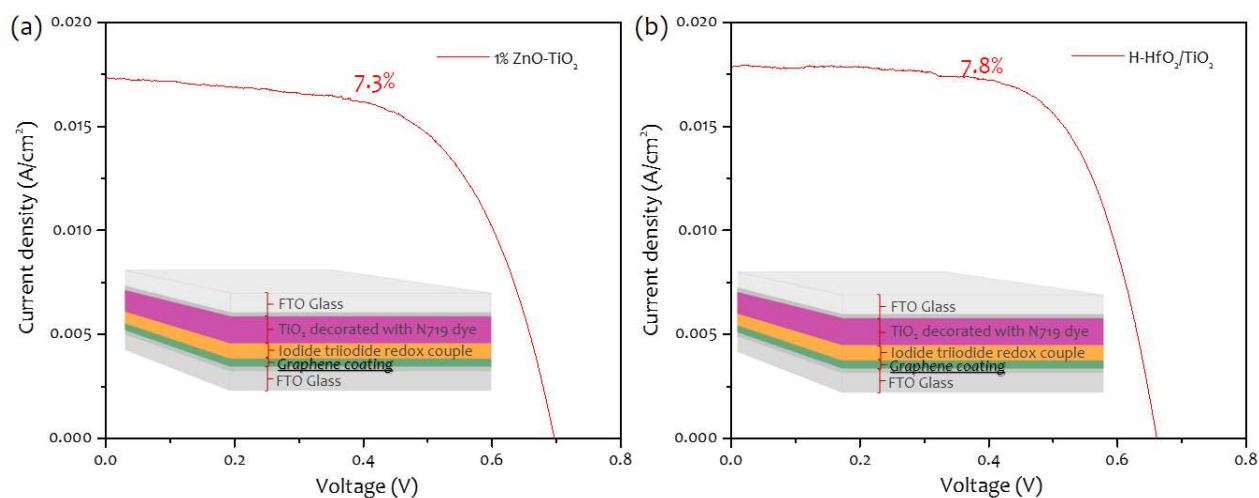 (a)
0.020
0.015
0.010
0.005
0.000
Current density (A/cm²)
1% ZnO-TiO₂
7.3%
FTO Glass
TiO₂ decorated with N719 dye
Iodide triiodide redox couple
Graphene coating
FTO Glass
0.0 0.2 0.4 0.6 0.8
Voltage (V)
(b)
0.020
0.015
0.010
0.005
0.000
Current density (A/cm²)
H-HfO₂/TiO₂
7.8%
FTO Glass
TiO₂ decorated with N719 dye
Iodide triiodide redox couple
Graphene coating
FTO Glass
0.0 0.2 0.4 0.6 0.8
Voltage (V)